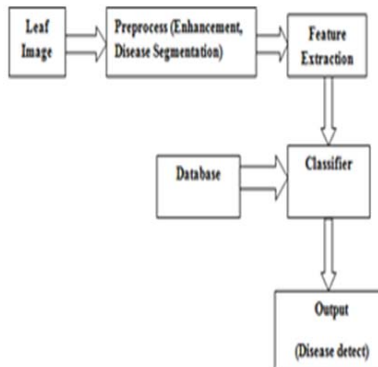 Leaf
Image
Preprocess (Enhancement,
Disease Segmentation)
Feature
Extraction
Database
Classifier
Output
(Disease detect)